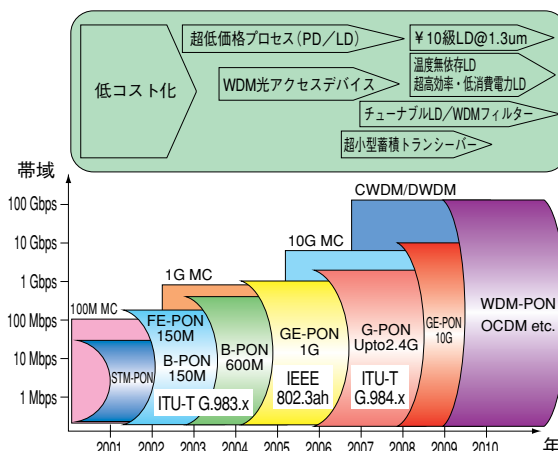 低コスト化
超低価格プロセス(PD/LD)
¥10級LD@1.3um
WDM光アクセスデバイス
温度無依存LD
超高効率・低消費電力LD
チューナブルLD/WDMフィルター
超小型蓄積トランシーバー
帯域
100 Gbps
10 Gbps
1 Gbps
100 Mbps
10 Mbps
1 Mbps
100M MC
1G MC
10G MC
CWDM/DWDM
STM-PON
FE-PON
150M
B-PON
150M
B-PON
600M
ITU-T G.983.x
GE-PON
1G
IEEE
802.3ah
G-PON
Upto2.4G
ITU-T
G.984.x
GE-PON
10G
WDM-PON
OCDM etc.
2001 2002 2003 2004 2005 2006 2007 2008 2009 2010 年